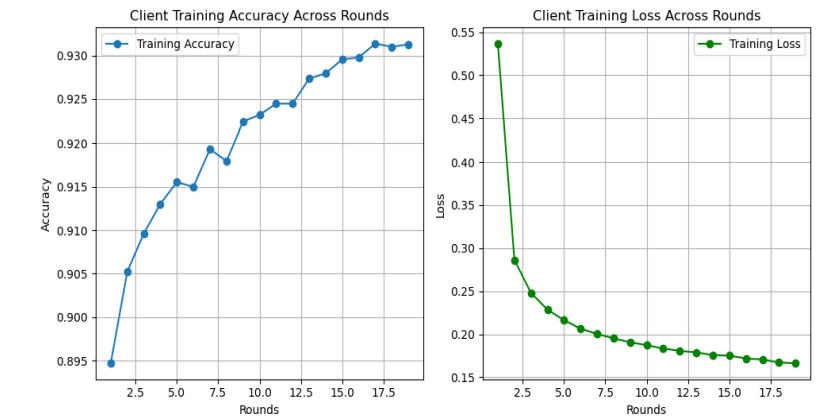 Client Training Accuracy Across Rounds
Training Accuracy
0.930
0.925
0.920
0.915
0.910
0.905
0.900
0.895
Accuracy
2.5 5.0 7.5 10.0 12.5 15.0 17.5
Rounds
Client Training Loss Across Rounds
Training Loss
0.55
0.50
0.45
0.40
0.35
0.30
0.25
0.20
0.15
Loss
2.5 5.0 7.5 10.0 12.5 15.0 17.5
Rounds